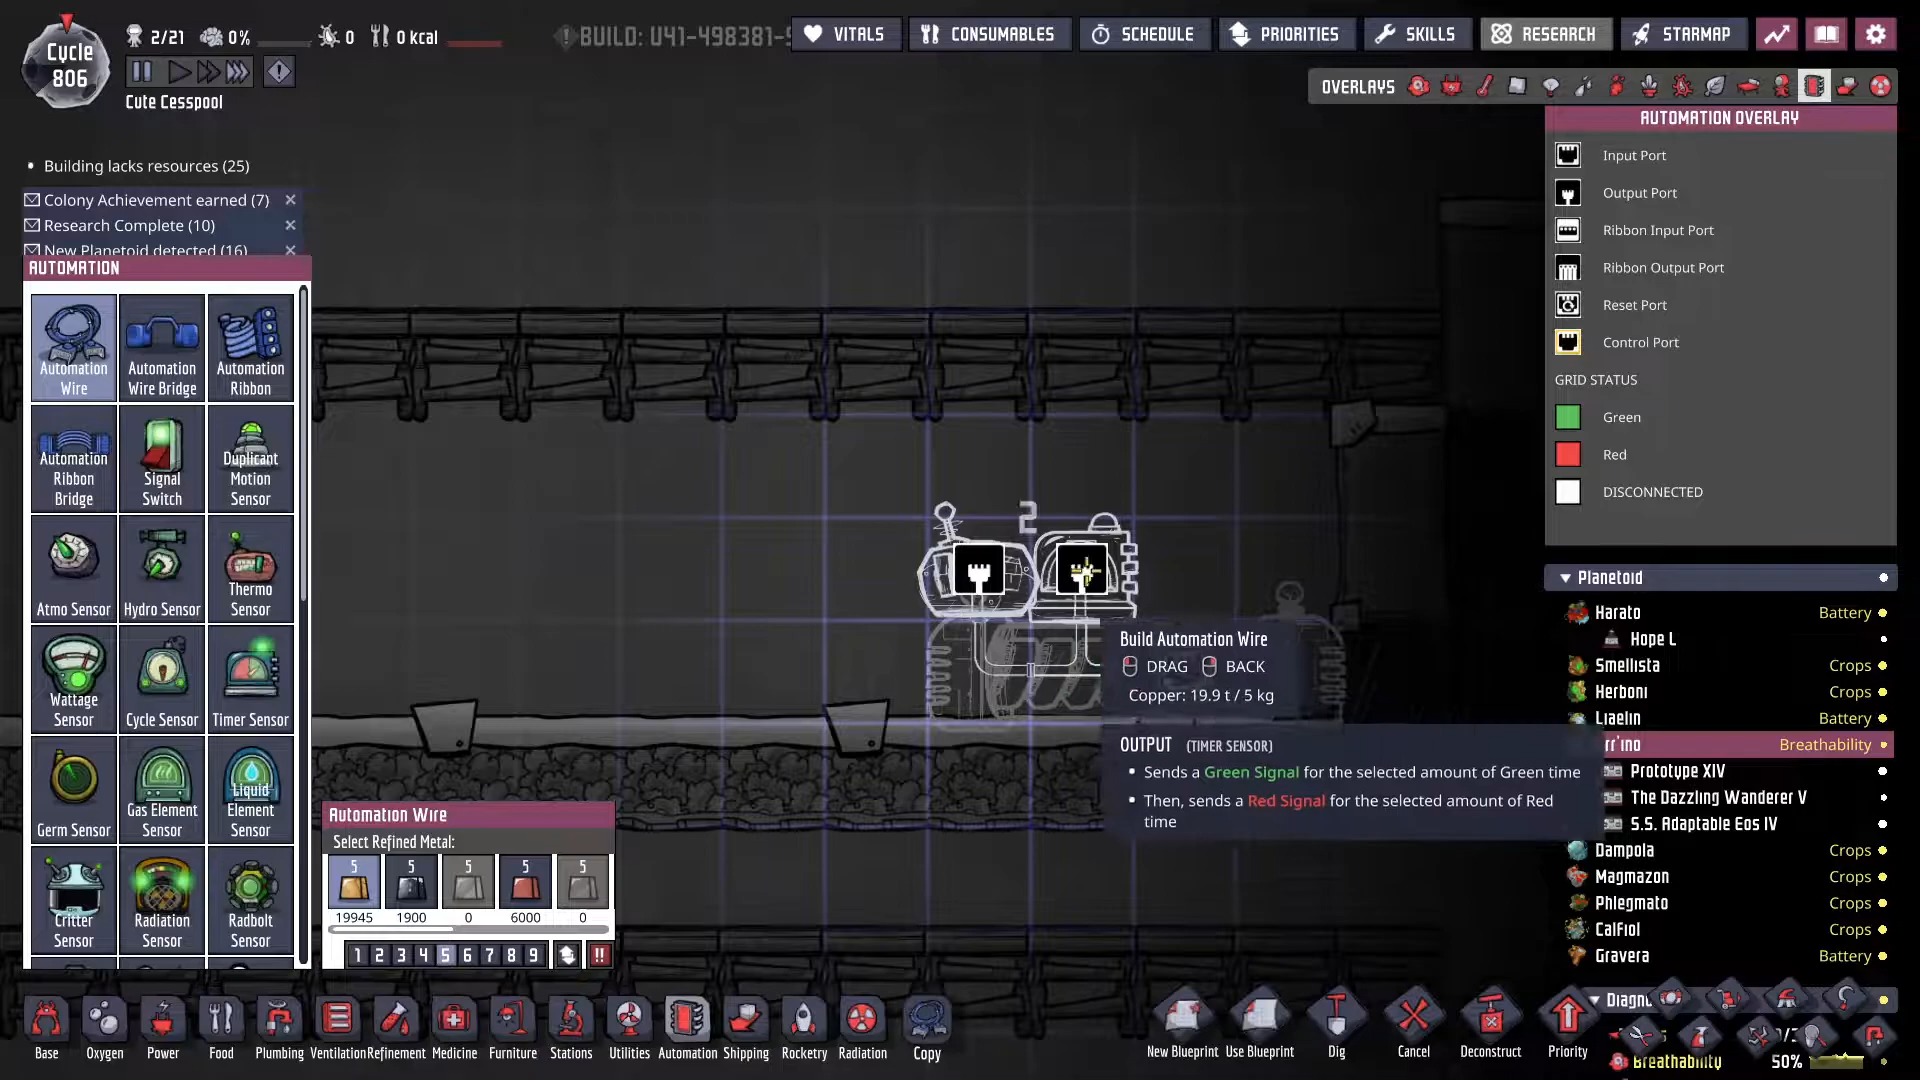 Cycle
806
2/21
0%
0
0 kcal
BUILD: U41-498381-S
VITALS
CONSUMABLES
SCHEDULE
PRIORITIES
SKILLS
RESEARCH
STARMAP
Cute Cesspool
OVERLAYS
AUTOMATION OVERLAY
Input Port
Output Port
Ribbon Input Port
Ribbon Output Port
Reset Port
Control Port
GRID STATUS
Green
Red
DISCONNECTED
• Building lacks resources (25)
Colony Achievement earned (7)
Research Complete (10)
New Planetoid detected (16)
AUTOMATION
Automation Wire
Automation Wire Bridge
Automation Ribbon
Automation Ribbon Bridge
Signal Switch
Duplicant Motion Sensor
Atmo Sensor
Hydro Sensor
Thermo Sensor
Wattage Sensor
Cycle Sensor
Timer Sensor
Germ Sensor
Gas Element Sensor
Liquid Element Sensor
Critter Sensor
Radiation Sensor
Radbolt Sensor
2
Build Automation Wire
DRAG BACK
Copper: 19.9 t / 5 kg
OUTPUT (TIMER SENSOR)
• Sends a Green Signal for the selected amount of Green time
• Then, sends a Red Signal for the selected amount of Red
time
Automation Wire
Select Refined Metal:
5 5 5 5 5
19945 1900 0 6000 0
1 2 3 4 5 6 7 8 9 !!
Planetoid
Harato Battery
Hope L
Smellista Crops
Herboni Crops
Liaelin Battery
rr'ino Breathability
Prototype XIV
The Dazzling Wanderer V
S.S. Adaptable Eos IV
Dampola Crops
Magmazon Crops
Phlegmato Crops
Calfiol Crops
Gravera Battery
Diagn
Breathability 50%
Base
Oxygen
Power
Food
Plumbing
Ventilation
Refinement
Medicine
Furniture
Stations
Utilities
Automation
Shipping
Rocketry
Radiation
Copy
New Blueprint
Use Blueprint
Dig
Cancel
Deconstruct
Priority